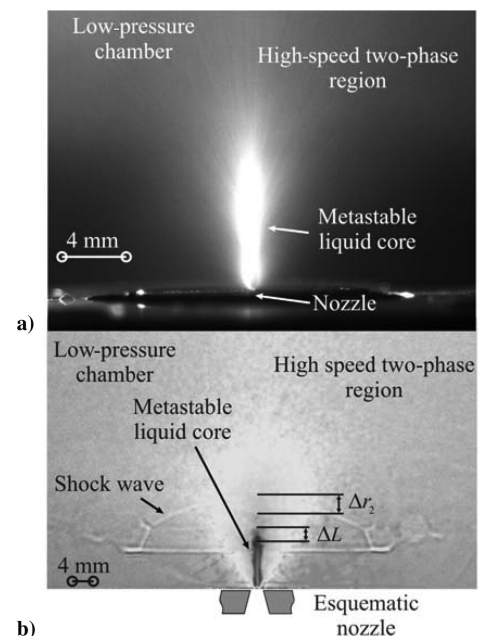 Low-pressure
chamber
High-speed two-phase
region
Metastable
liquid core
4 mm
Nozzle
a)
Low-pressure
chamber
High speed two-phase
region
Metastable
liquid core
Shock wave
Δr₂
ΔL
4 mm
Esquematic
nozzle
b)